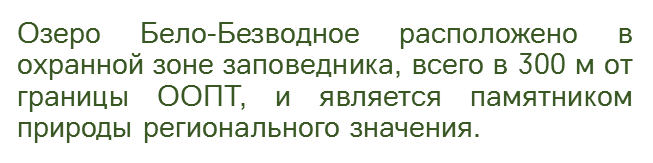 Озеро Бело-Безводное расположено в
охранной зоне заповедника, всего в 300 м от
границы ООПТ, и является памятником
природы регионального значения.